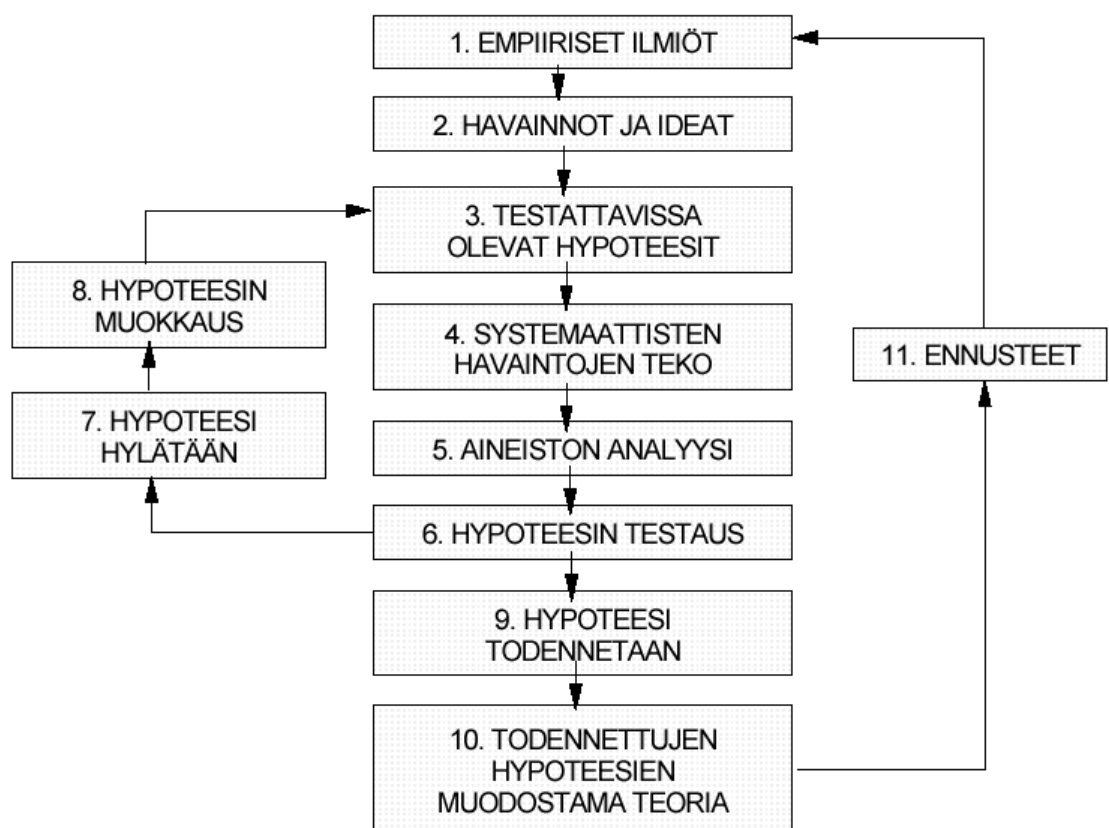 1. EMPIIRISET ILMIÖT
2. HAVAINNOT JA IDEAT
3. TESTATTAVISSA
OLEVAT HYPOTEESIT
4. SYSTEMAATTISTEN
HAVAINTOJEN TEKO
5. AINEISTON ANALYYSI
6. HYPOTEESIN TESTAUS
7. HYPOTEESI
HYLÄTÄÄN
8. HYPOTEESIN
MUOKKAUS
9. HYPOTEESI
TODENNETAAN
10. TODENNETTUJEN
HYPOTEESIEN
MUODOSTAMA TEORIA
11. ENNUSTEET